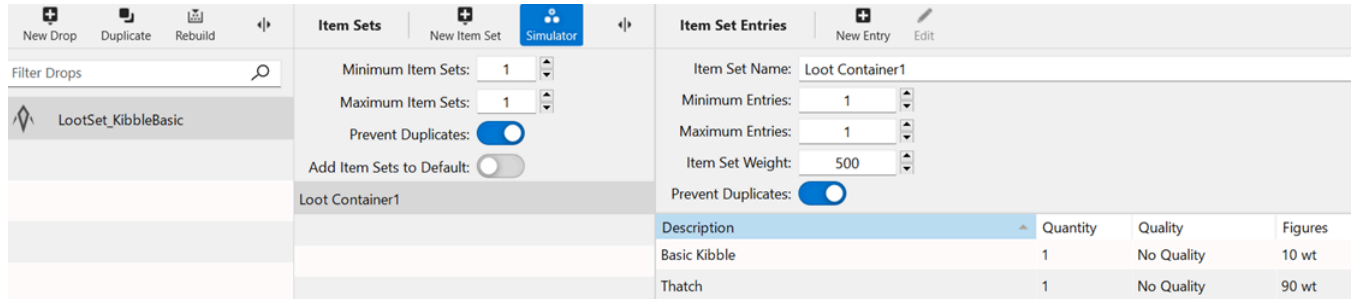 New Drop Duplicate Rebuild
Filter Drops
LootSet_KibbleBasic
Item Sets New Item Set Simulator
Minimum Item Sets: 1
Maximum Item Sets: 1
Prevent Duplicates:
Add Item Sets to Default:
Loot Container1
Item Set Entries New Entry Edit
Item Set Name: Loot Container1
Minimum Entries: 1
Maximum Entries: 1
Item Set Weight: 500
Prevent Duplicates:
Description Quantity Quality Figures
Basic Kibble 1 No Quality 10 wt
Thatch 1 No Quality 90 wt